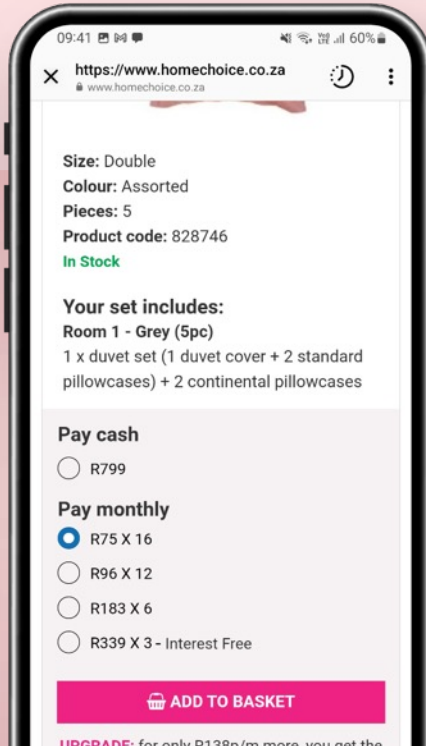 09:41 60%
https://www.homechoice.co.za
www.homechoice.co.za
Size: Double
Colour: Assorted
Pieces: 5
Product code: 828746
In Stock
Your set includes:
Room 1 - Grey (5pc)
1 x duvet set (1 duvet cover + 2 standard
pillowcases) + 2 continental pillowcases
Pay cash
R799
Pay monthly
R75 X 16
R96 X 12
R183 X 6
R339 X 3 - Interest Free
ADD TO BASKET
UPGRADE: for only R138p/m more, you get the